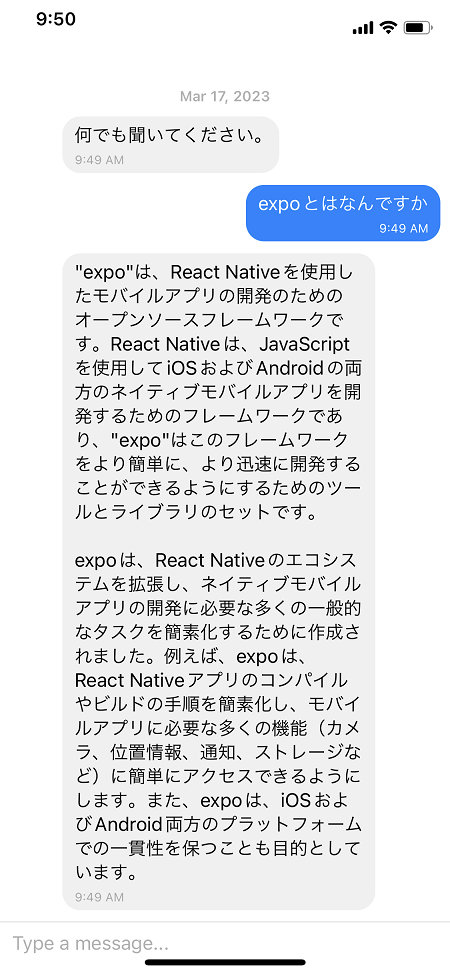 9:50
Mar 17, 2023
何でも聞いてください。
9:49 AM
expoとはなんですか
9:49 AM
"expo"は、React Nativeを使用し
たモバイルアプリの開発のための
オープンソースフレームワークで
す。React Nativeは、JavaScript
を使用してiOSおよびAndroidの両
方のネイティブモバイルアプリを開
発するためのフレームワークであ
り、"expo"はこのフレームワーク
をより簡単に、より迅速に開発する
ことができるようにするためのツー
ルとライブラリのセットです。
expoは、React Nativeのエコシス
テムを拡張し、ネイティブモバイル
アプリの開発に必要な多くの一般的
なタスクを簡素化するために作成さ
れました。例えば、expoは、
React Nativeアプリのコンパイル
やビルドの手順を簡素化し、モバイ
ルアプリに必要な多くの機能（カメ
ラ、位置情報、通知、ストレージな
ど）に簡単にアクセスできるように
します。また、expoは、iOSおよ
びAndroid両方のプラットフォーム
での一貫性を保つことも目的として
います。
9:49 AM
Type a message...